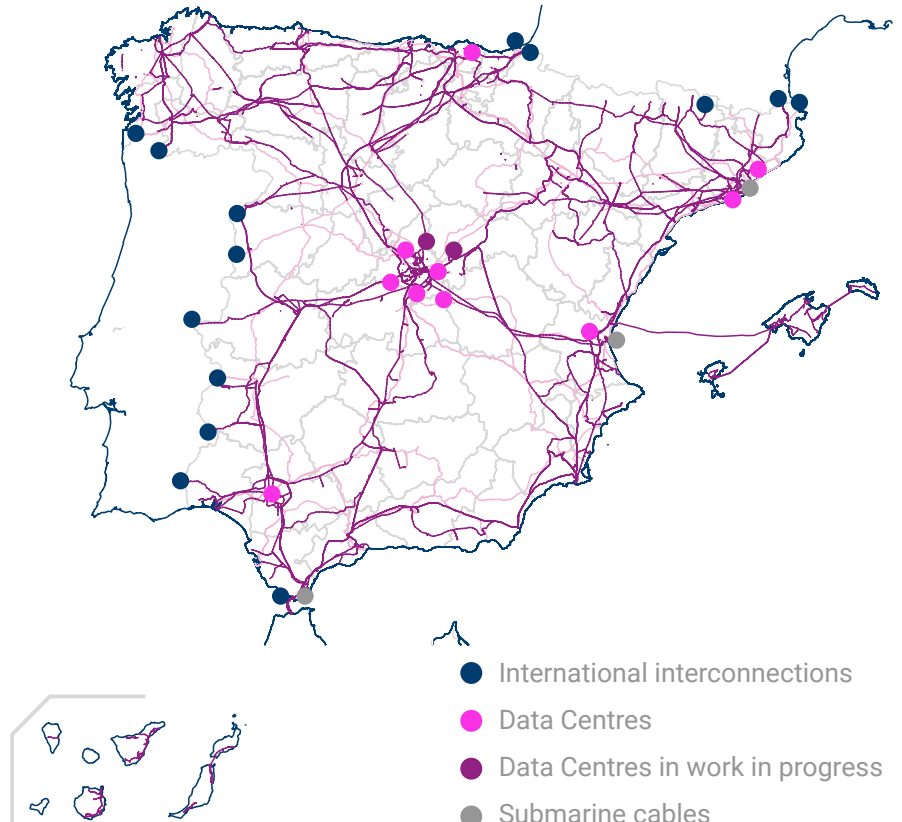 International interconnections
Data Centres
Data Centres in work in progress
Submarine cables